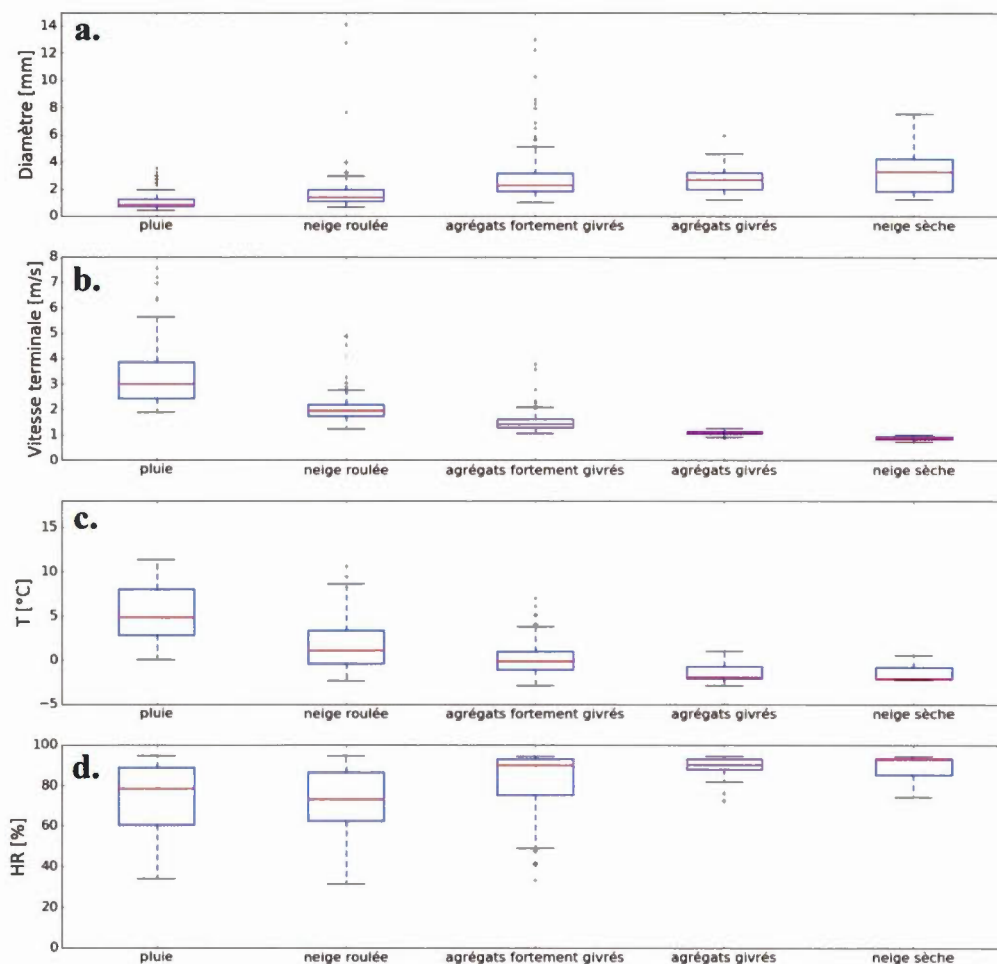 a.
Diamètre [mm]
14
12
10
8
6
4
2
0
pluie neige roulée agrégats fortement givrés agrégats givrés neige sèche
b.
Vitesse terminale [m/s]
8
7
6
5
4
3
2
1
0
pluie neige roulée agrégats fortement givrés agrégats givrés neige sèche
c.
T [°C]
15
10
5
0
−5
pluie neige roulée agrégats fortement givrés agrégats givrés neige sèche
d.
HR [%]
100
80
60
40
20
0
pluie neige roulée agrégats fortement givrés agrégats givrés neige sèche